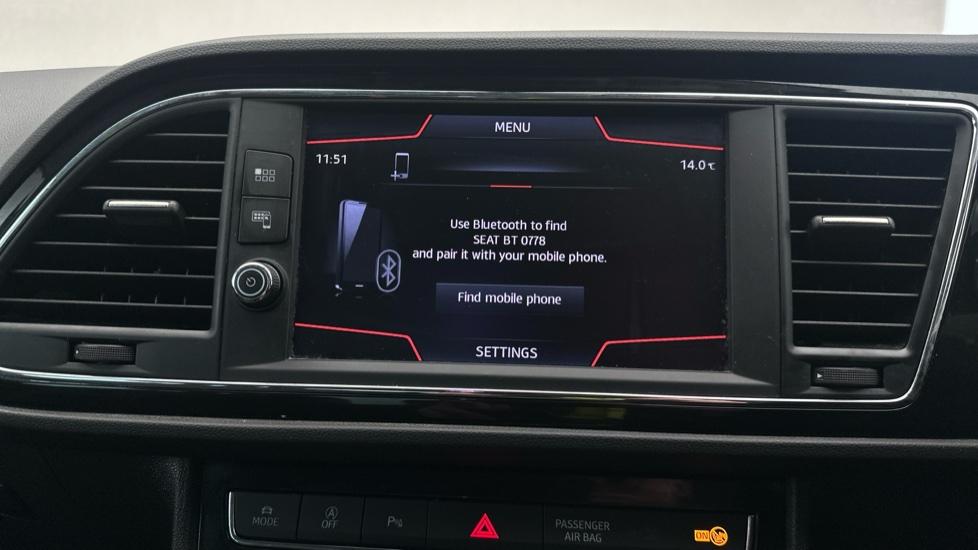 MENU
11:51
14.0 °C
Use Bluetooth to find
SEAT BT 0778
and pair it with your mobile phone.
Find mobile phone
SETTINGS
MODE
A
OFF
P
PASSENGER
AIR BAG
ON